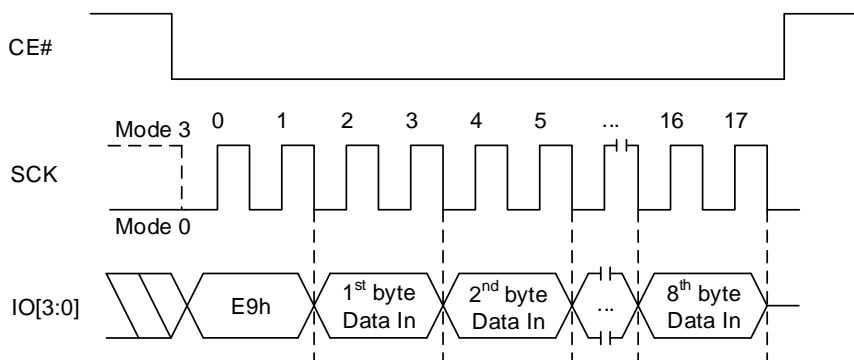 CE#
Mode 3
0 1 2 3 4 5 ... 16 17
SCK
Mode 0
IO[3:0]
E9h
1st byte
Data In
2nd byte
Data In
...
8th byte
Data In